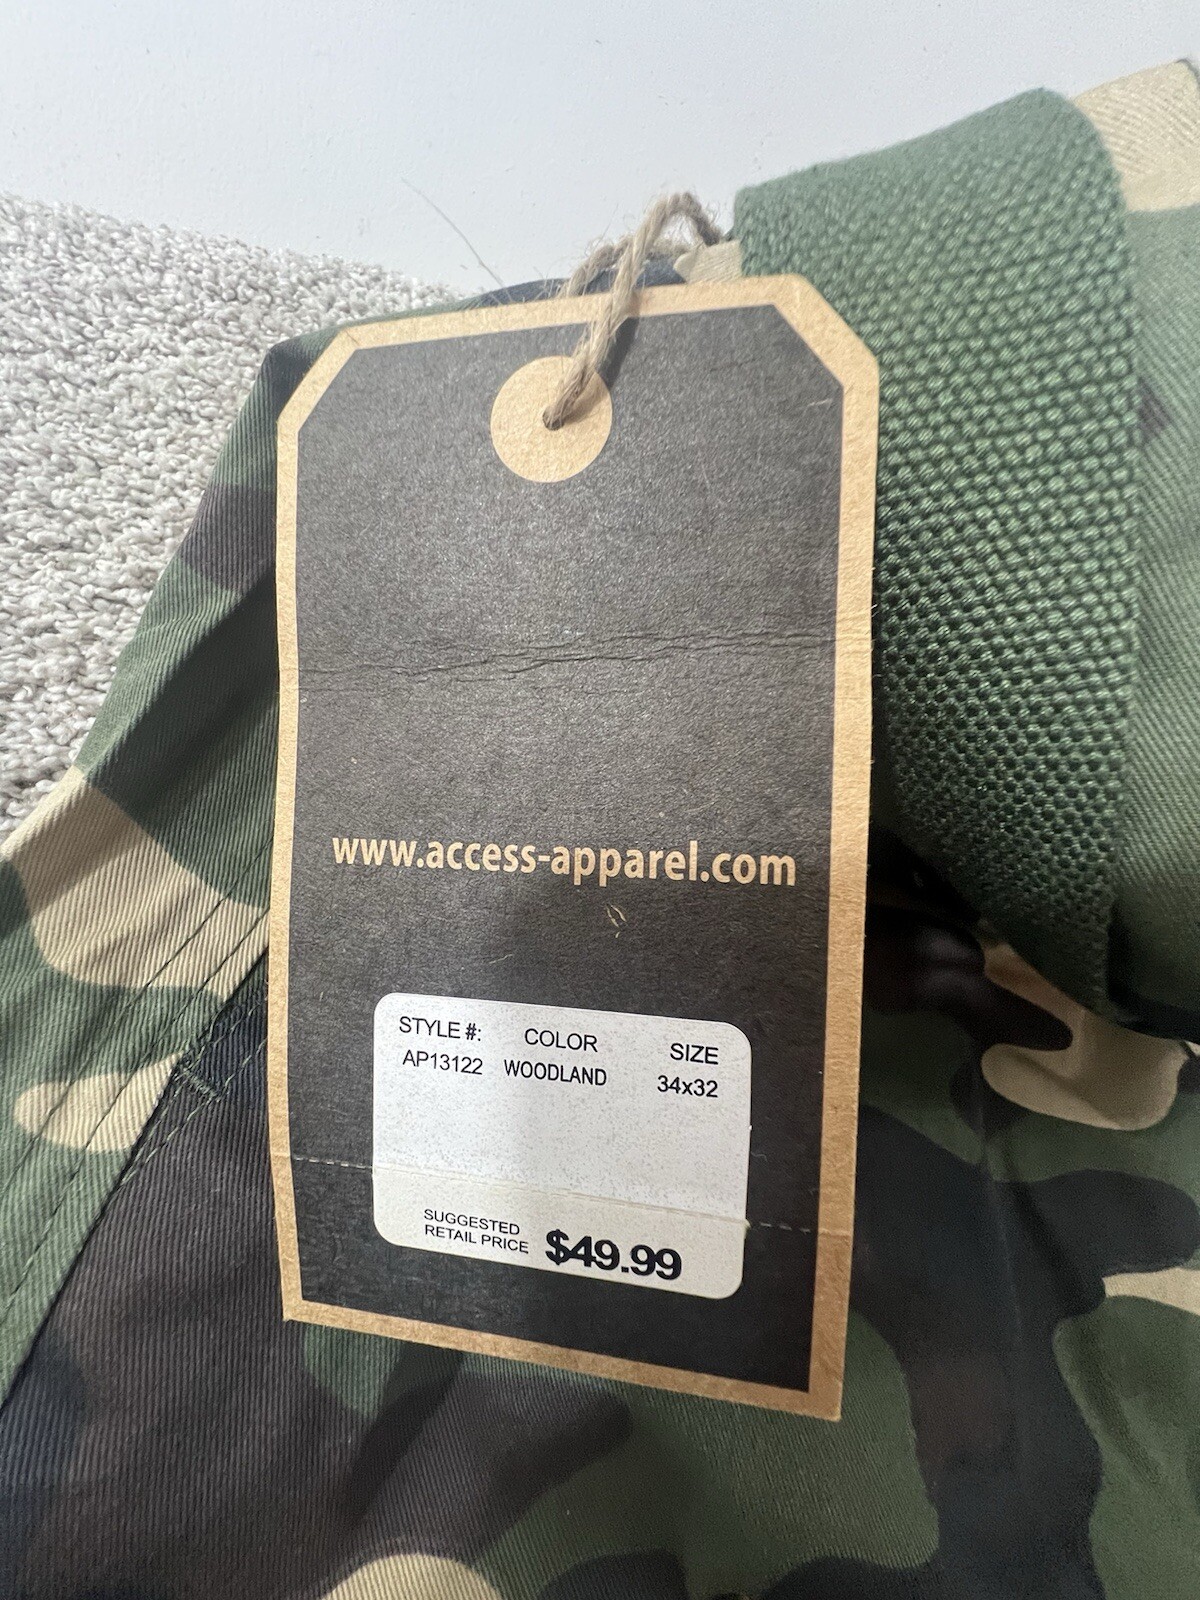 www.access-apparel.com
STYLE #: COLOR SIZE
AP13122 WOODLAND 34x32
SUGGESTED
RETAIL PRICE $49.99